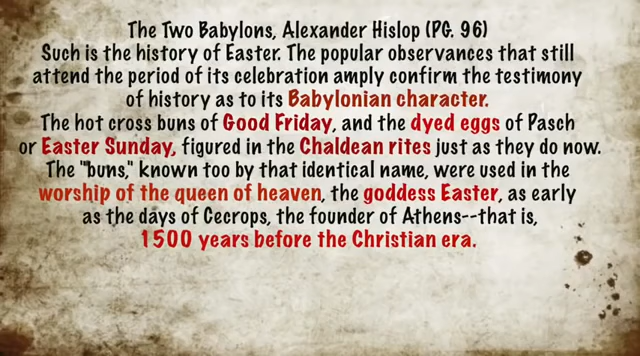 The Two Babylons, Alexander Hislop (PG. 96)
Such is the history of Easter. The popular observances that still
attend the period of its celebration amply confirm the testimony
of history as to its Babylonian character.
The hot cross buns of Good Friday, and the dyed eggs of Pasch
or Easter Sunday, figured in the Chaldean rites just as they do now.
The "buns," known too by that identical name, were used in the
worship of the queen of heaven, the goddess Easter, as early
as the days of Cecrops, the founder of Athens--that is,
1500 years before the Christian era.